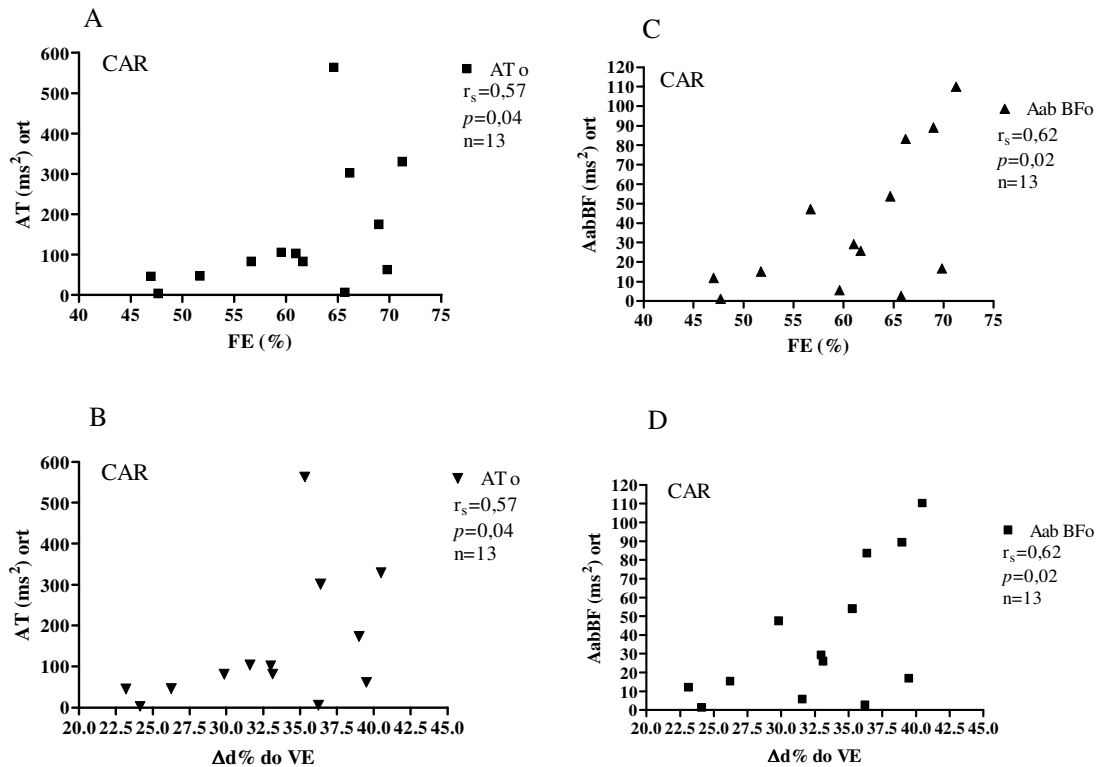 A
CAR
AT (ms²) ort
600
500
400
300
200
100
0
40 45 50 55 60 65 70 75
FE (%)
■ AT o
rₛ=0,57
p=0,04
n=13
C
CAR
AabBF (ms²) ort
120
110
100
90
80
70
60
50
40
30
20
10
0
40 45 50 55 60 65 70 75
FE (%)
▲ Aab BFo
rₛ=0,62
p=0,02
n=13
B
CAR
AT (ms²) ort
600
500
400
300
200
100
0
20.0 22.5 25.0 27.5 30.0 32.5 35.0 37.5 40.0 42.5 45.0
Δd% do VE
▼ AT o
rₛ=0,57
p=0,04
n=13
D
CAR
AabBF (ms²) ort
120
110
100
90
80
70
60
50
40
30
20
10
0
20.0 22.5 25.0 27.5 30.0 32.5 35.0 37.5 40.0 42.5 45.0
Δd% do VE
■ Aab BFo
rₛ=0,62
p=0,02
n=13